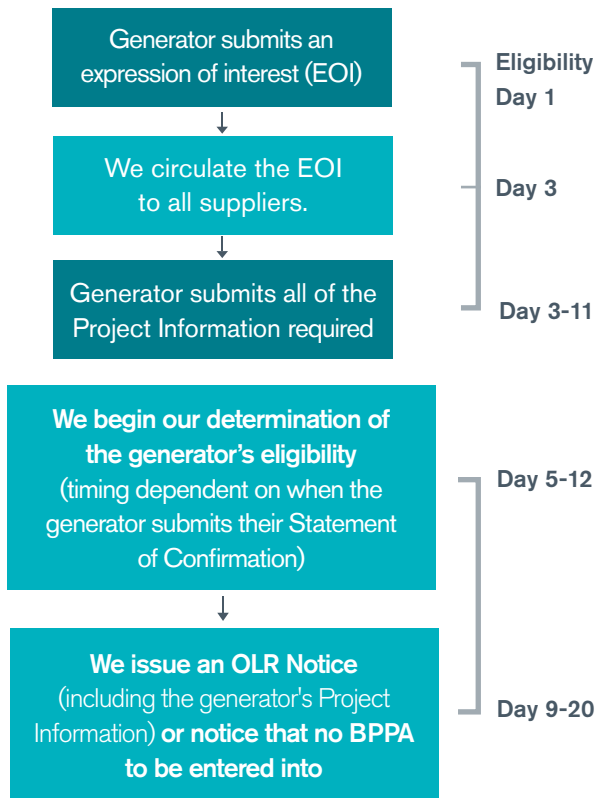 Generator submits an
expression of interest (EOI)
Eligibility
Day 1
We circulate the EOI
to all suppliers.
Day 3
Generator submits all of the
Project Information required
Day 3-11
We begin our determination of
the generator's eligibility
(timing dependent on when the
generator submits their Statement
of Confirmation)
Day 5-12
We issue an OLR Notice
(including the generator's Project
Information) or notice that no BPPA
to be entered into
Day 9-20